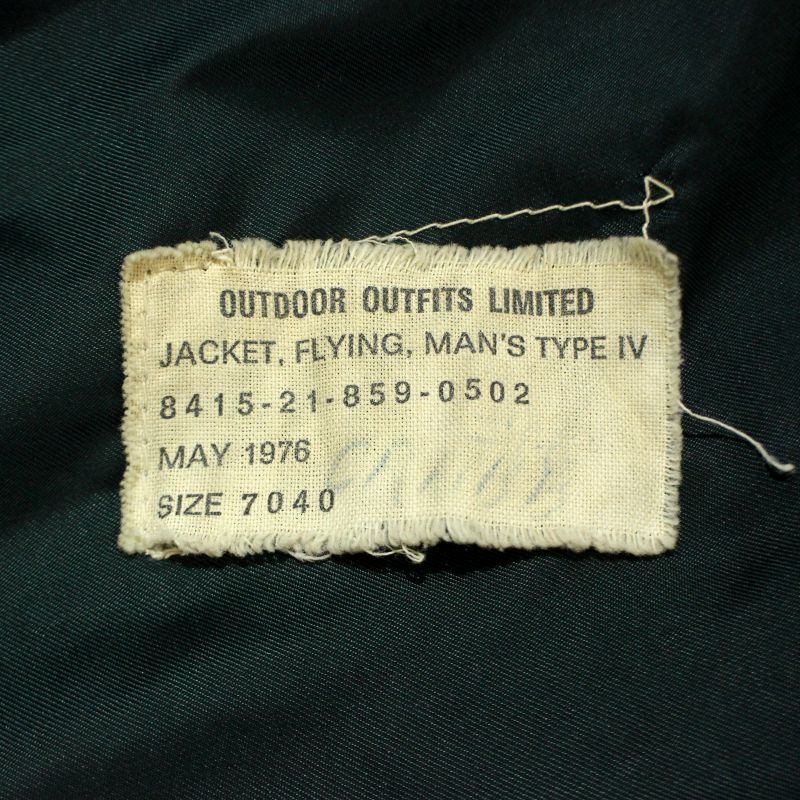 OUTDOOR OUTFITS LIMITED
JACKET, FLYING, MAN'S TYPE IV
8415-21-859-0502
MAY 1976
SIZE 7040